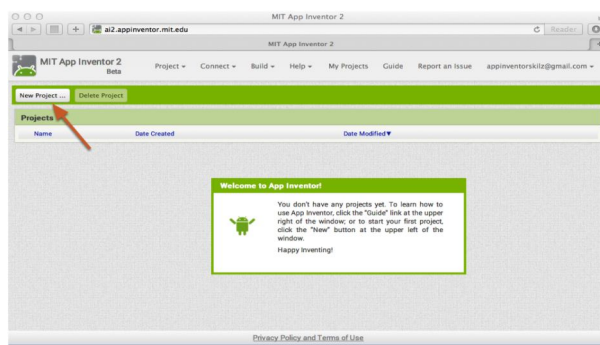 MIT App Inventor 2
ai2.appinventor.mit.edu
Reader
MIT App Inventor 2
MIT App Inventor 2
Beta
Project Connect Build Help My Projects Guide Report an Issue appinventorskilz@gmail.com
New Project ... Delete Project
Projects
Name Date Created Date Modified
Welcome to App Inventor!
You don't have any projects yet. To learn how to
use App Inventor, click the "Guide" link at the upper
right of the window; or to start your first project,
click the "New" button at the upper left of the
window.
Happy Inventing!
Privacy Policy and Terms of Use